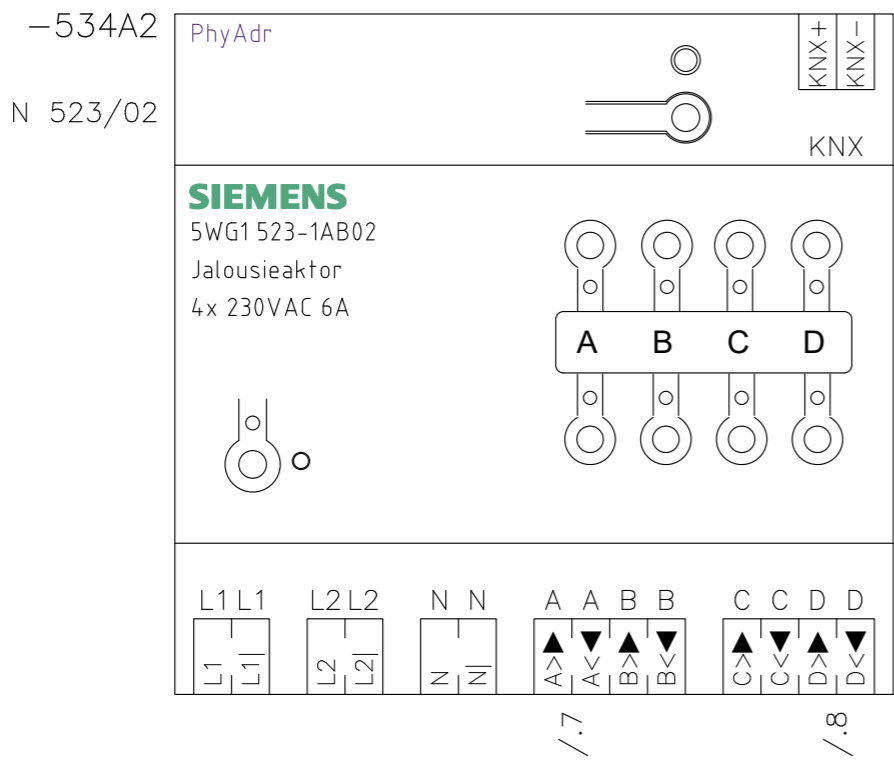 -534A2
PhyAdr
KNX+ KNX-
N 523/02
KNX
SIEMENS
5WG1 523-1AB02
Jalousieaktor
4x 230VAC 6A
A B C D
L1 L1 L2 L2 N N A A B B C C D D
L1 L1| L2 L2| N N| A> A< B> B< C> C< D> D<
/.7 /.8